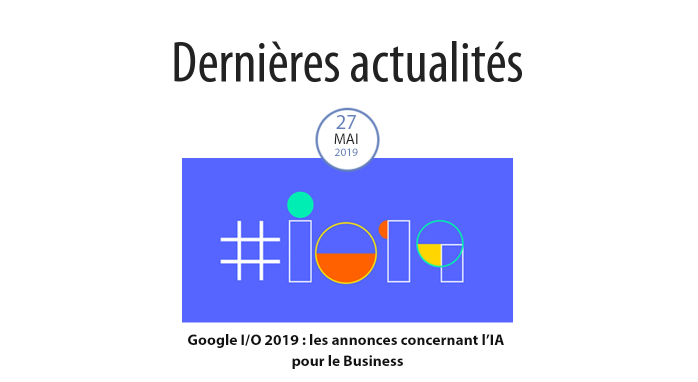 Dernières actualités
27
MAI
2019
#io19
Google I/O 2019 : les annonces concernant l'IA
pour le Business